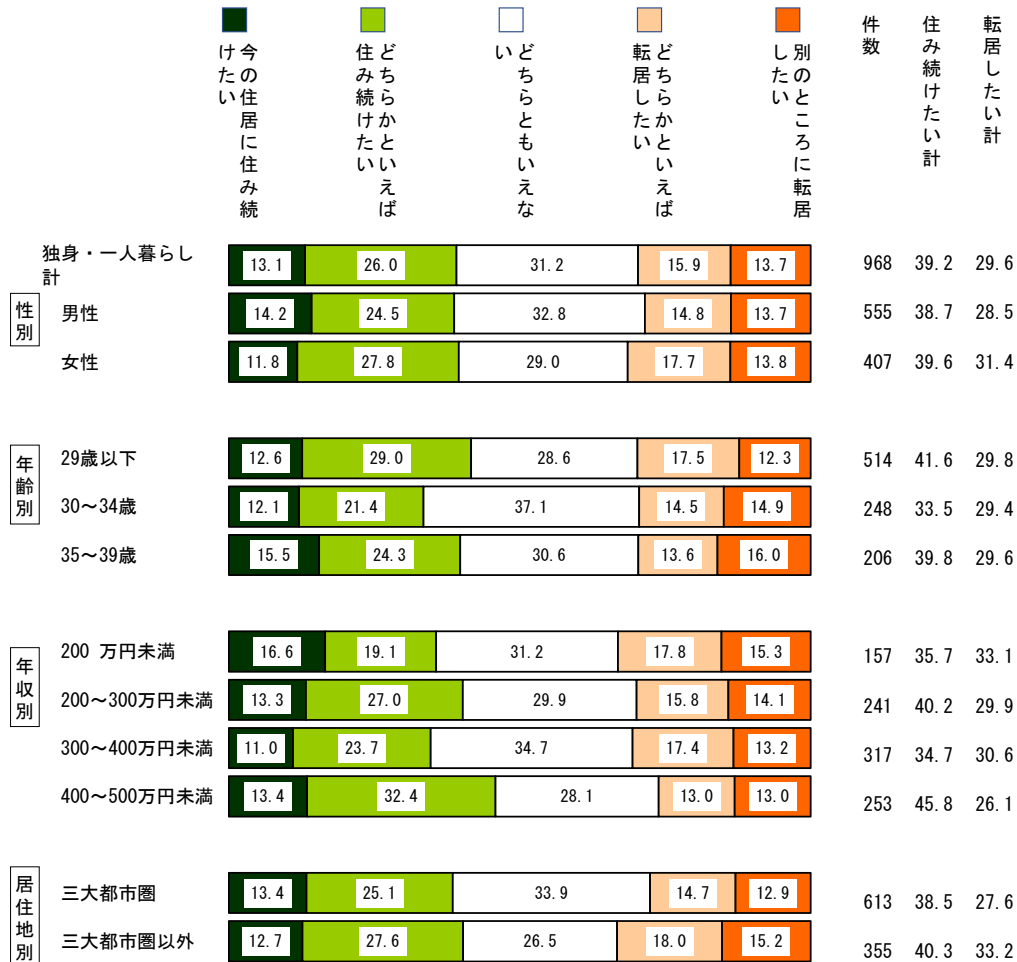 今の住居に住み続
けたい
どちらかといえば
住み続けたい
どちらともいえな
い
どちらかといえば
転居したい
別のところに転居
したい
件数
住み続けたい計
転居したい計
独身・一人暮らし
計
13.1 26.0 31.2 15.9 13.7 968 39.2 29.6
性別
男性 14.2 24.5 32.8 14.8 13.7 555 38.7 28.5
女性 11.8 27.8 29.0 17.7 13.8 407 39.6 31.4
年齢別
29歳以下 12.6 29.0 28.6 17.5 12.3 514 41.6 29.8
30～34歳 12.1 21.4 37.1 14.5 14.9 248 33.5 29.4
35～39歳 15.5 24.3 30.6 13.6 16.0 206 39.8 29.6
年収別
200 万円未満 16.6 19.1 31.2 17.8 15.3 157 35.7 33.1
200～300万円未満 13.3 27.0 29.9 15.8 14.1 241 40.2 29.9
300～400万円未満 11.0 23.7 34.7 17.4 13.2 317 34.7 30.6
400～500万円未満 13.4 32.4 28.1 13.0 13.0 253 45.8 26.1
居住地別
三大都市圏 13.4 25.1 33.9 14.7 12.9 613 38.5 27.6
三大都市圏以外 12.7 27.6 26.5 18.0 15.2 355 40.3 33.2